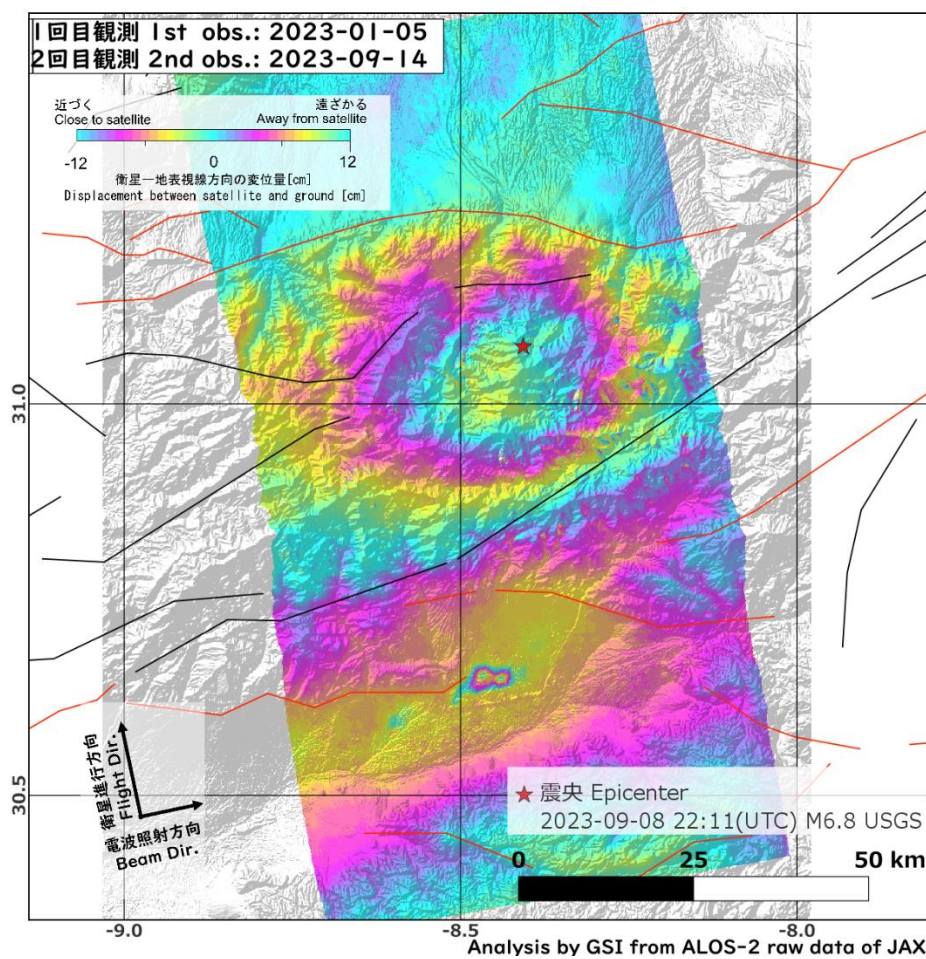 1回目観測 1st obs.: 2023-01-05
2回目観測 2nd obs.: 2023-09-14
近づく 遠ざかる
Close to satellite Away from satellite
-12 0 12
衛星－地表視線方向の変位量[cm]
Displacement between satellite and ground [cm]
31.0
30.5
衛星進行方向
Flight Dir.
電波照射方向
Beam Dir.
震央 Epicenter
2023-09-08 22:11(UTC) M6.8 USGS
0 25 50 km
-9.0 -8.5 -8.0
Analysis by GSI from ALOS-2 raw data of JAX